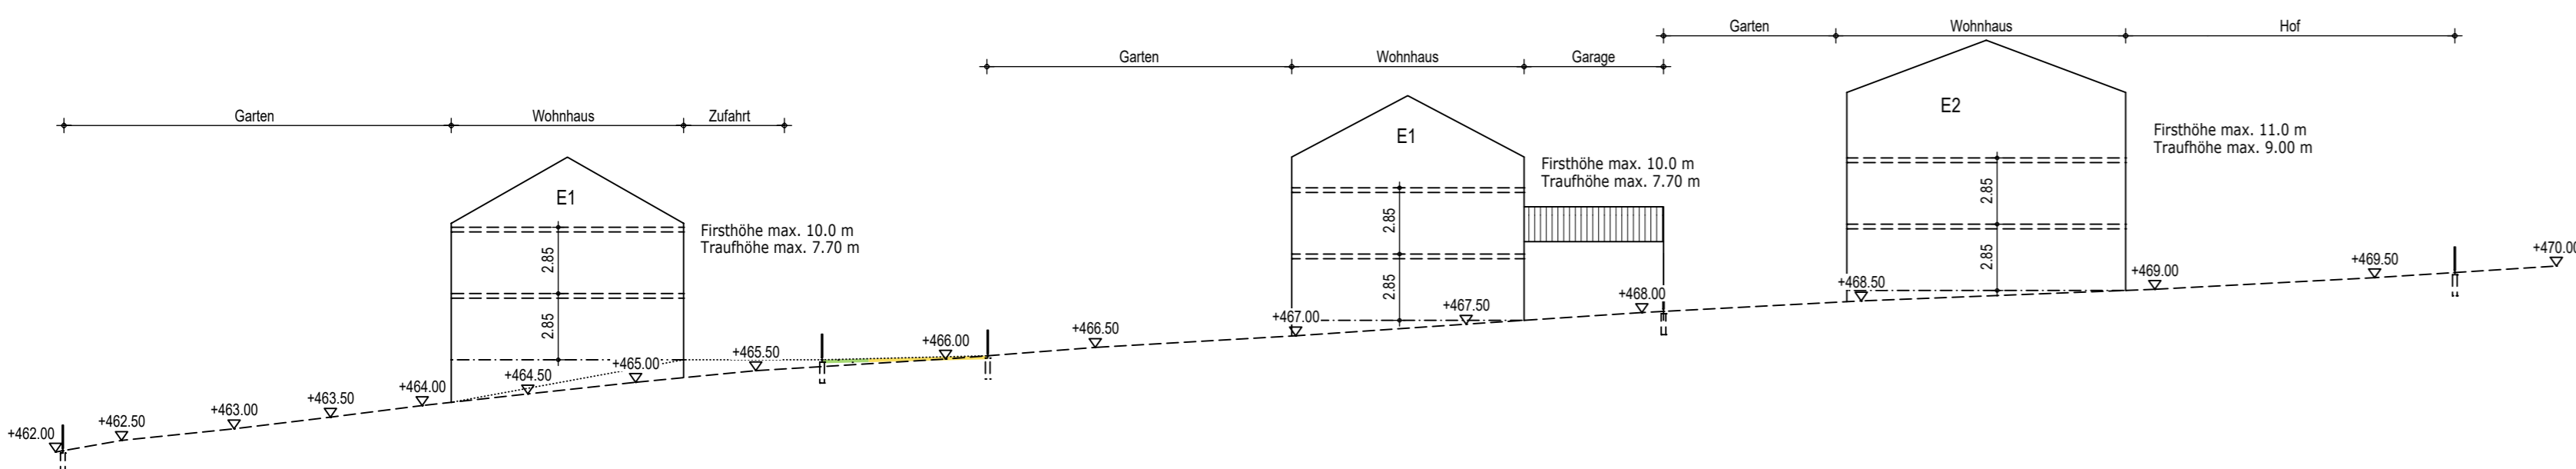 Garten Wohnhaus Hof
Garten Wohnhaus Garage
Garten Wohnhaus Zufahrt
E2
Firsthöhe max. 11.0 m
Traufhöhe max. 9.00 m
E1
Firsthöhe max. 10.0 m
Traufhöhe max. 7.70 m
E1
Firsthöhe max. 10.0 m
Traufhöhe max. 7.70 m
2.85
2.85
2.85
2.85
2.85
2.85
+462.00
+462.50
+463.00
+463.50
+464.00
+464.50
+465.00
+465.50
+466.00
+466.50
+467.00
+467.50
+468.00
+468.50
+469.00
+469.50
+470.00